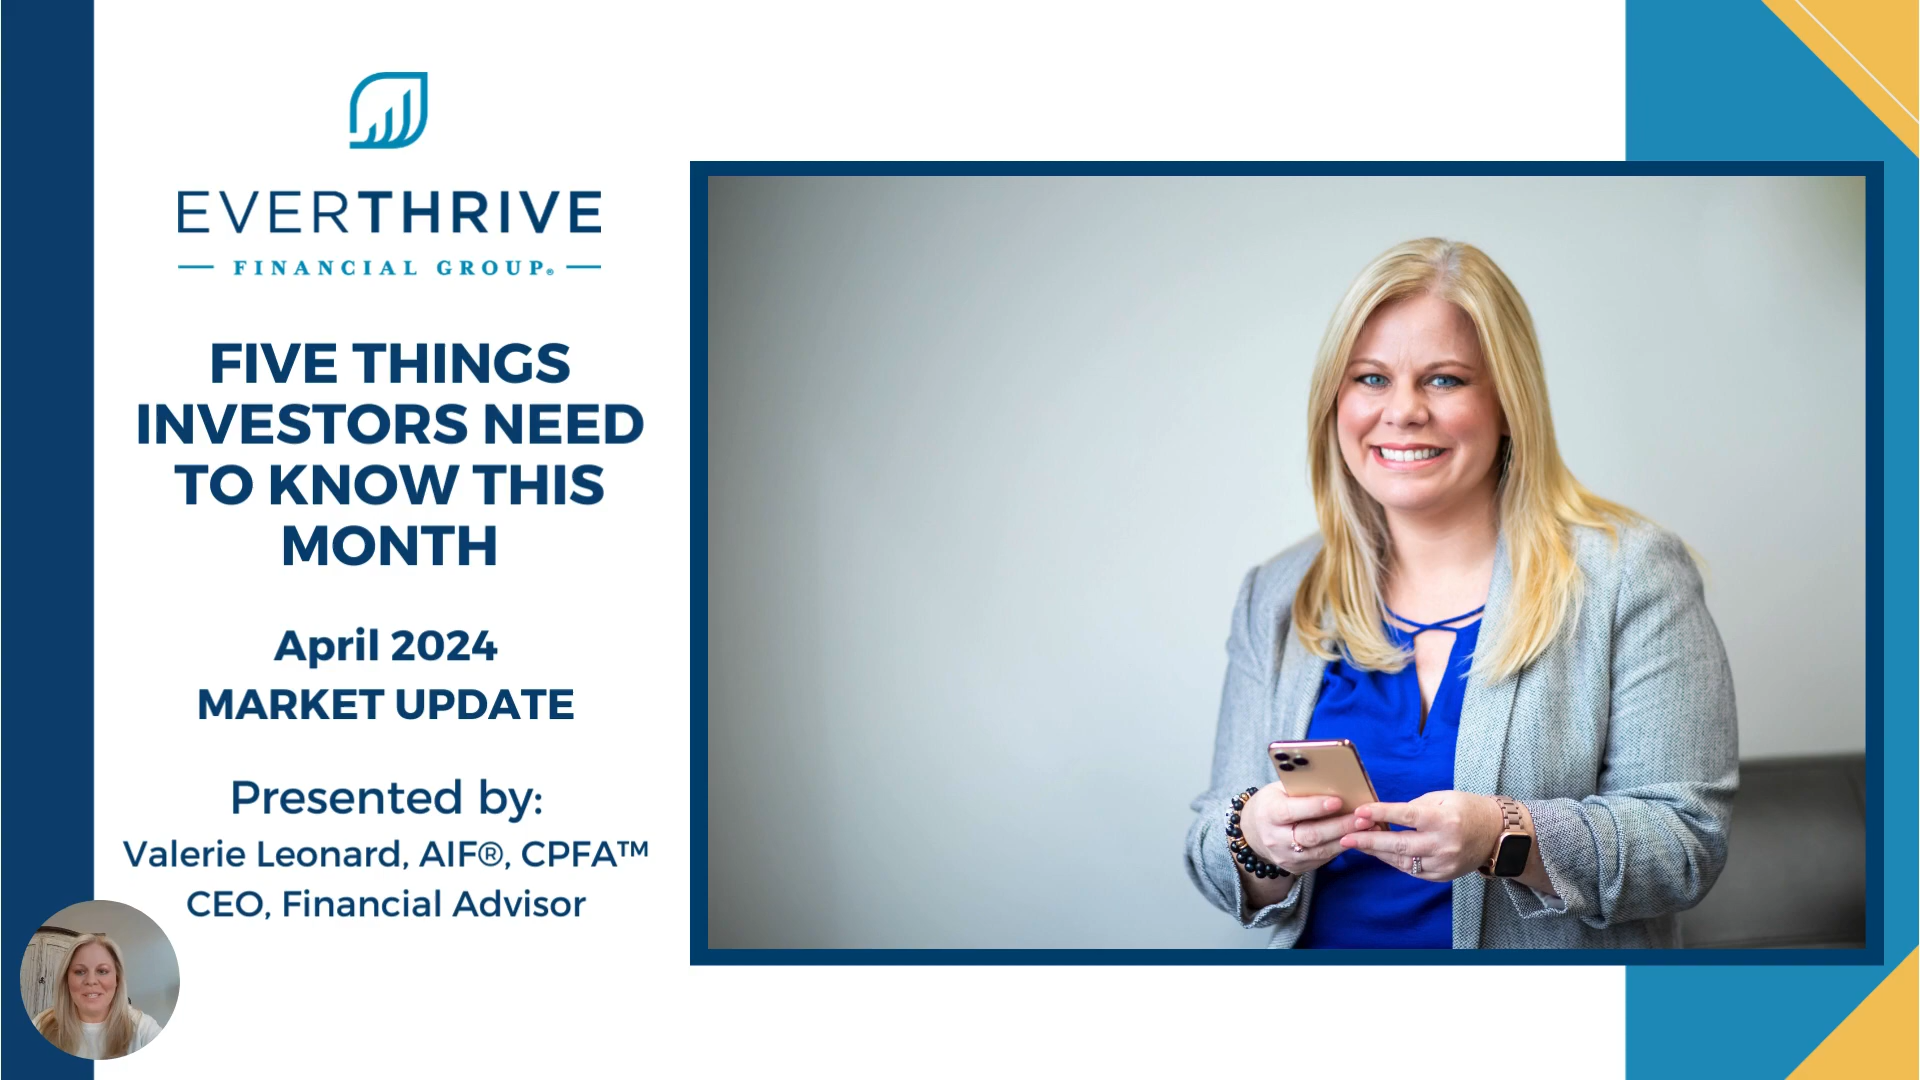 EVERTHRIVE
FINANCIAL GROUP®
FIVE THINGS
INVESTORS NEED
TO KNOW THIS
MONTH
April 2024
MARKET UPDATE
Presented by:
Valerie Leonard, AIF®, CPFA™
CEO, Financial Advisor